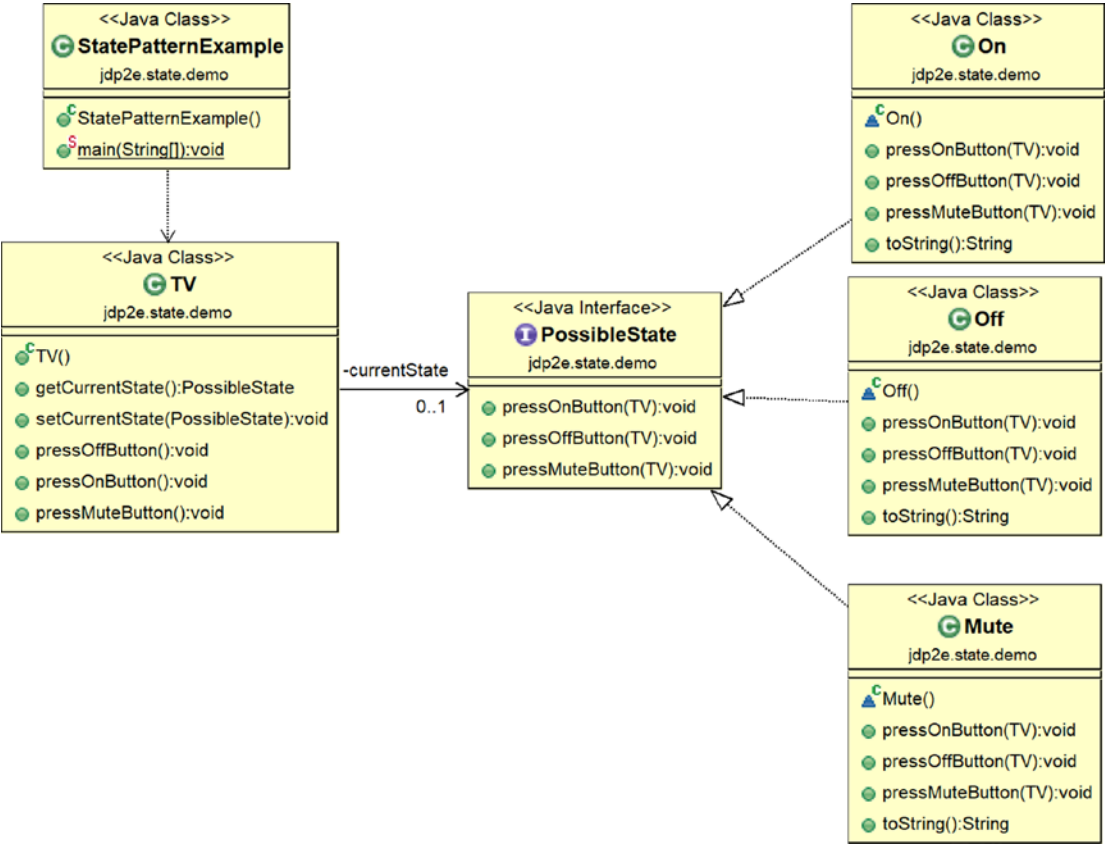 <<Java Class>>
C StatePatternExample
jdp2e.state.demo
C StatePatternExample()
S main(String[]):void
<<Java Class>>
C TV
jdp2e.state.demo
C TV()
getCurrentState():PossibleState
setCurrentState(PossibleState):void
pressOffButton():void
pressOnButton():void
pressMuteButton():void
-currentState
0..1
<<Java Interface>>
I PossibleState
jdp2e.state.demo
pressOnButton(TV):void
pressOffButton(TV):void
pressMuteButton(TV):void
<<Java Class>>
C On
jdp2e.state.demo
C On()
pressOnButton(TV):void
pressOffButton(TV):void
pressMuteButton(TV):void
toString():String
<<Java Class>>
C Off
jdp2e.state.demo
C Off()
pressOnButton(TV):void
pressOffButton(TV):void
pressMuteButton(TV):void
toString():String
<<Java Class>>
C Mute
jdp2e.state.demo
C Mute()
pressOnButton(TV):void
pressOffButton(TV):void
pressMuteButton(TV):void
toString():String